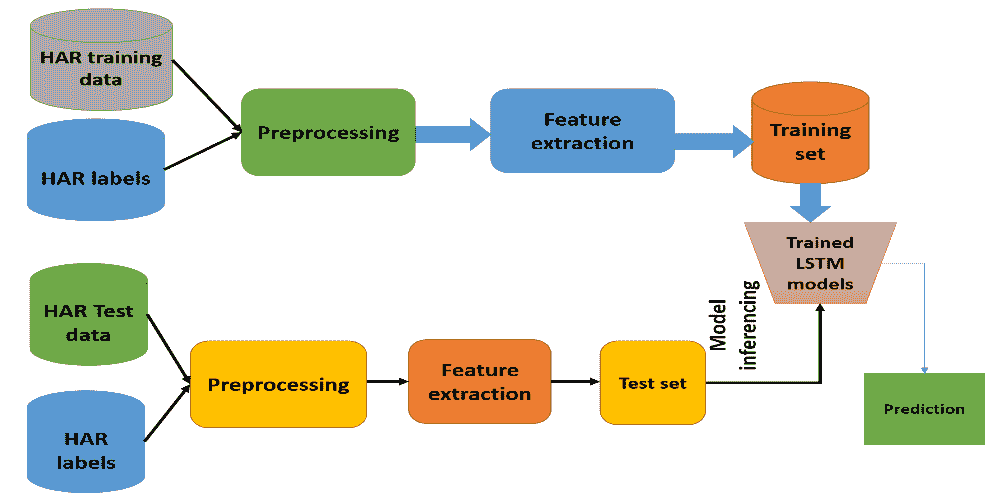 HAR training
data
HAR labels
Preprocessing
Feature
extraction
Training
set
Trained
LSTM
models
HAR Test
data
HAR
labels
Preprocessing
Feature
extraction
Test set
Model
inferencing
Prediction